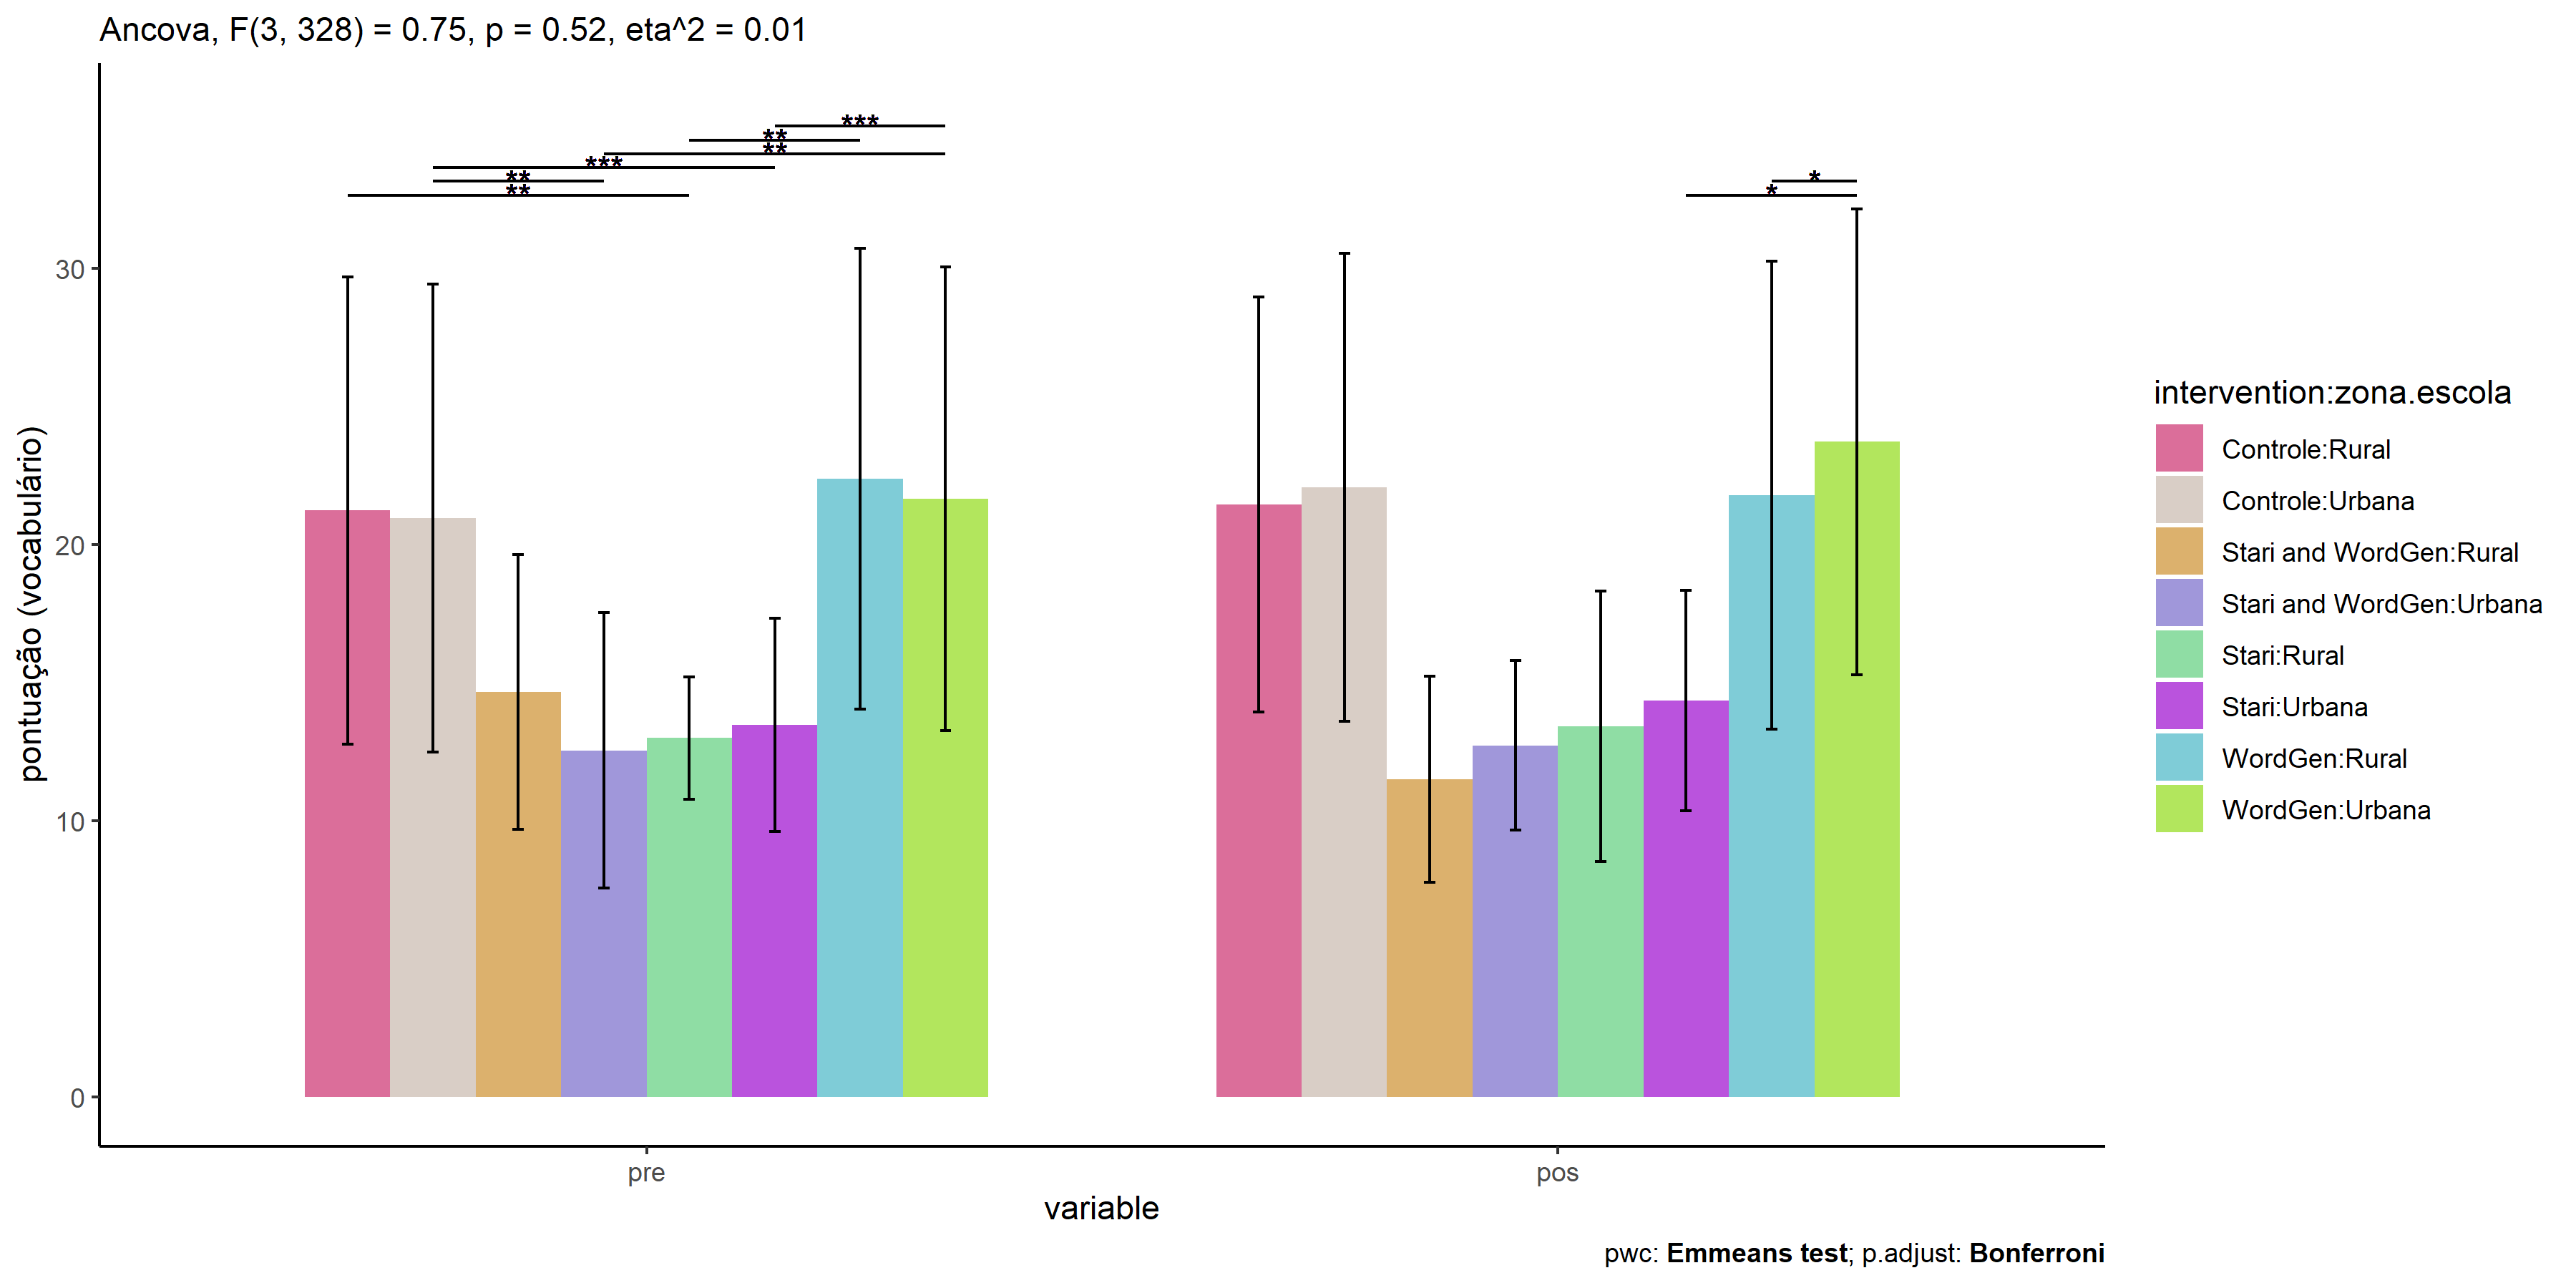 Ancova, F(3, 328) = 0.75, p = 0.52, eta^2 = 0.01
***
**
**
***
**
**
*
*
30
20
10
0
pontuação (vocabulário)
pre
pos
variable
intervention:zona.escola
Controle:Rural
Controle:Urbana
Stari and WordGen:Rural
Stari and WordGen:Urbana
Stari:Rural
Stari:Urbana
WordGen:Rural
WordGen:Urbana
pwc: Emmeans test; p.adjust: Bonferroni